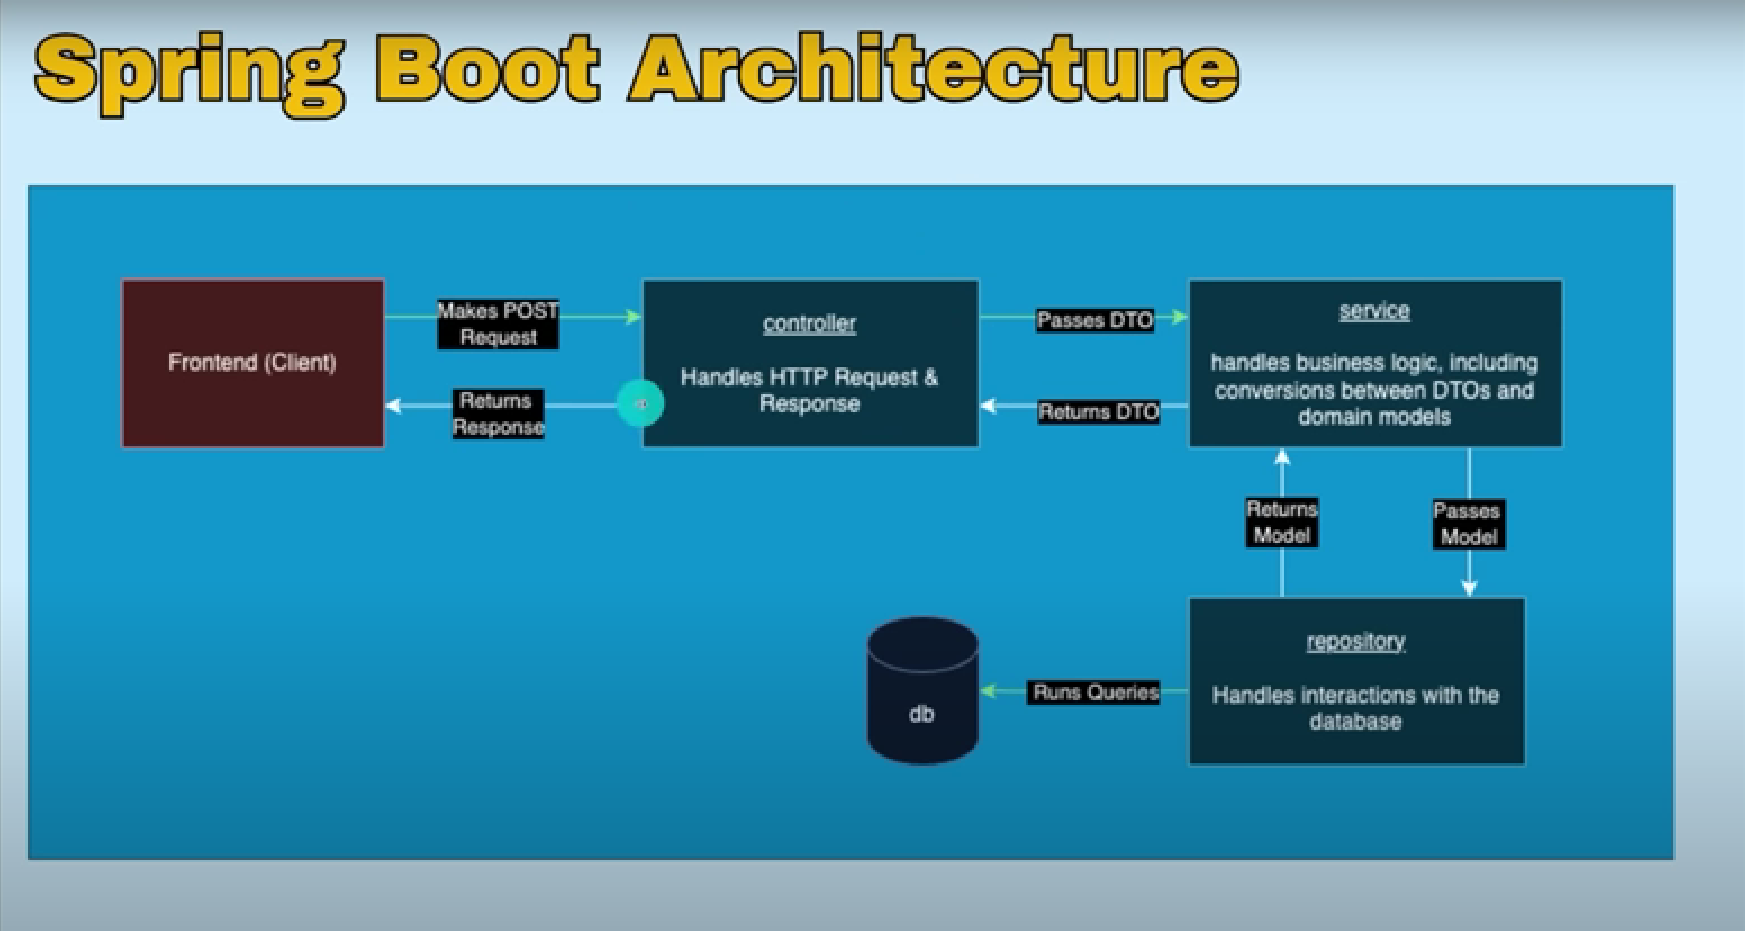 Spring Boot Architecture
Frontend (Client)
Makes POST
Request
Returns
Response
controller
Handles HTTP Request &
Response
Passes DTO
Returns DTO
service
handles business logic, including
conversions between DTOs and
domain models
Returns
Model
Passes
Model
repository
Handles interactions with the
database
Runs Queries
db